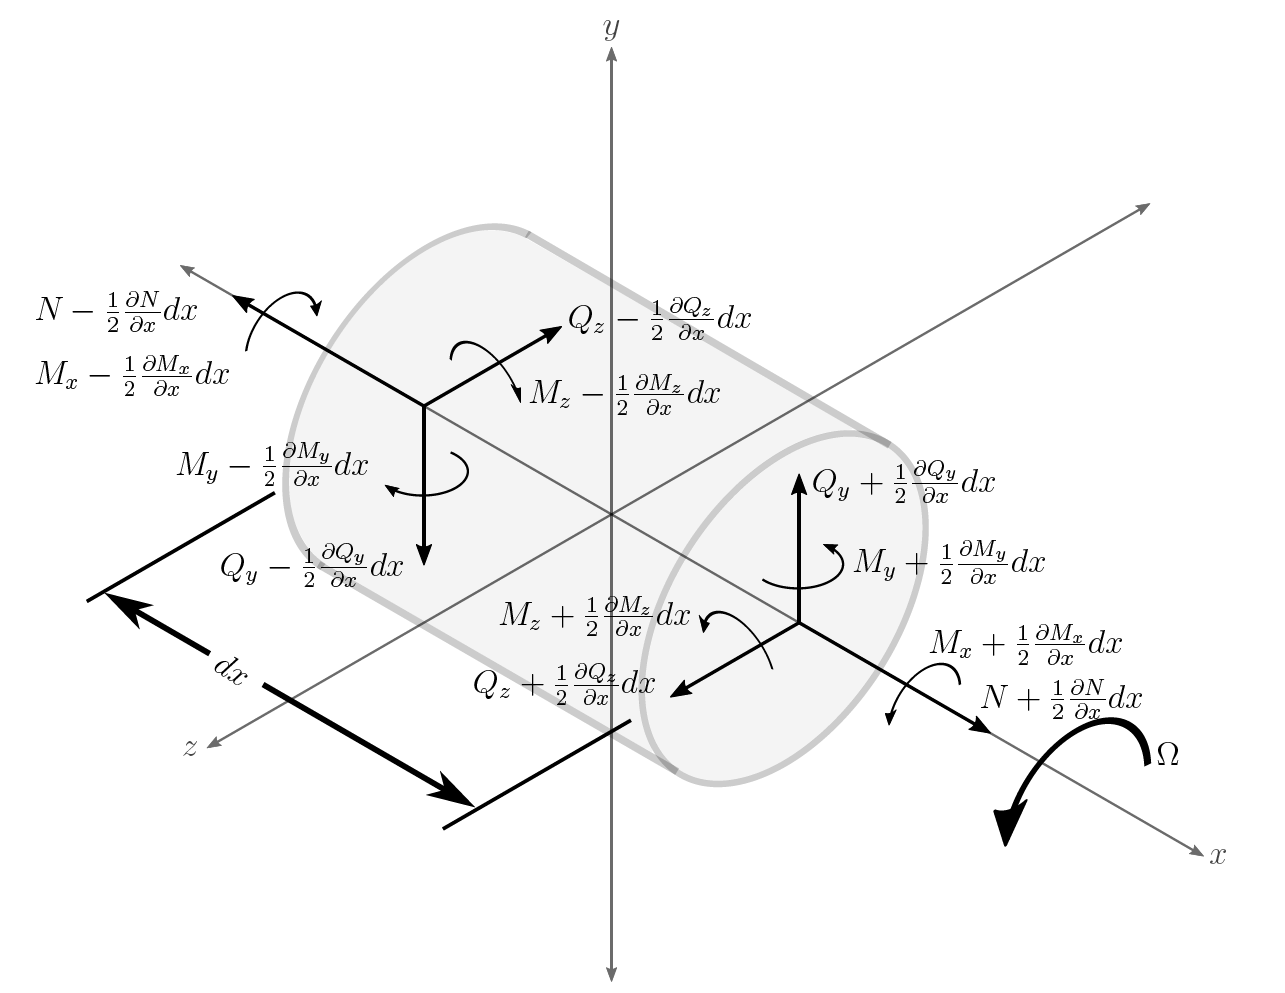 y
N − 1/2 ∂N/∂x dx
Q_z − 1/2 ∂Q_z/∂x dx
M_x − 1/2 ∂M_x/∂x dx
M_z − 1/2 ∂M_z/∂x dx
M_y − 1/2 ∂M_y/∂x dx
Q_y + 1/2 ∂Q_y/∂x dx
Q_y − 1/2 ∂Q_y/∂x dx
M_y + 1/2 ∂M_y/∂x dx
M_z + 1/2 ∂M_z/∂x dx
M_x + 1/2 ∂M_x/∂x dx
dx
Q_z + 1/2 ∂Q_z/∂x dx
N + 1/2 ∂N/∂x dx
z
Ω
x